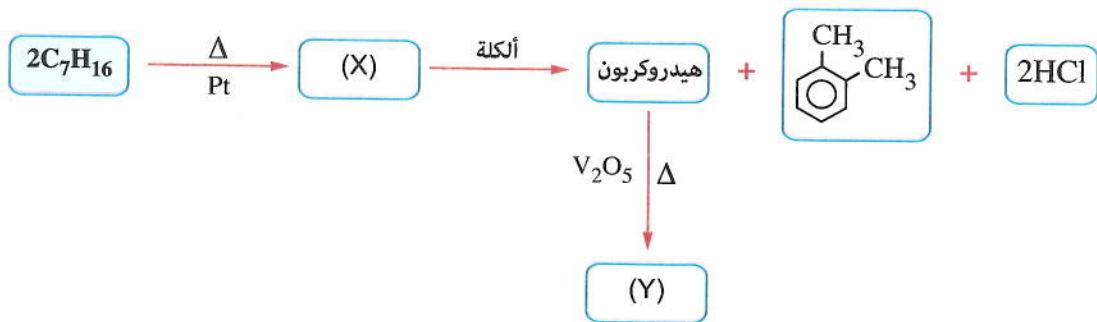 2C₇H₁₆
Δ
Pt
(X)
ألكلة
هيدروكربون
+
CH₃
CH₃
+
2HCl
V₂O₅
Δ
(Y)